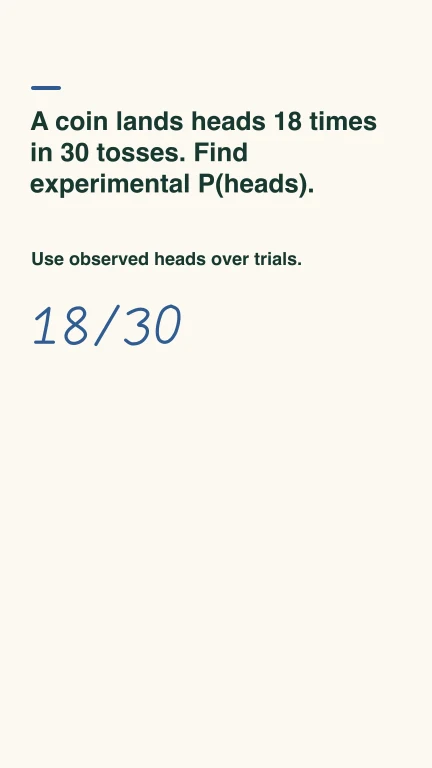 A coin lands heads 18 times
in 30 tosses. Find
experimental P(heads).
Use observed heads over trials.
18/30